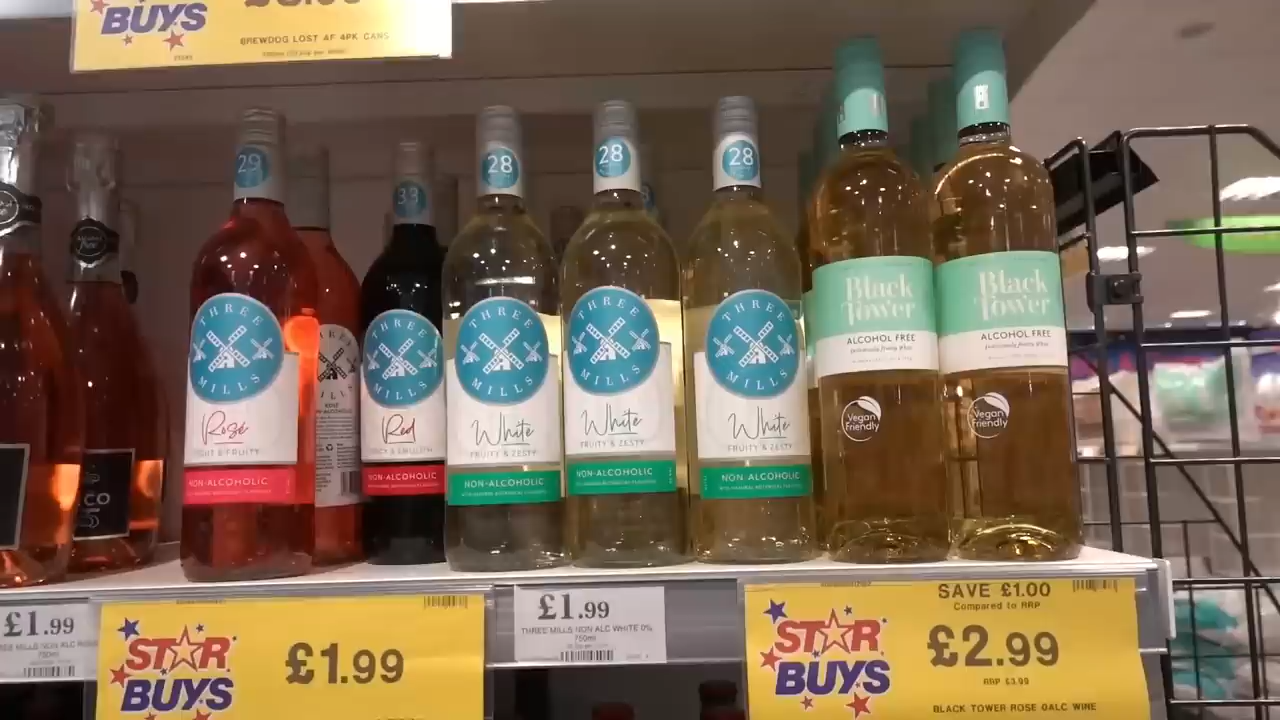 BUYS
BREWDOG LOST AF 4PK CANS
29
33
28
28
28
THREE
MILLS
Rosé
NON-ALCOHOLIC
THREE
MILLS
Red
NON-ALCOHOLIC
THREE
MILLS
White
FRUITY & ZESTY
NON-ALCOHOLIC
THREE
MILLS
White
FRUITY & ZESTY
NON-ALCOHOLIC
THREE
MILLS
White
FRUITY & ZESTY
NON-ALCOHOLIC
Black
Tower
ALCOHOL FREE
Vegan
Friendly
Black
Tower
ALCOHOL FREE
Vegan
Friendly
£1.99
750ml
STAR
BUYS
£1.99
£1.99
THREE MILLS NON ALC WHITE 0%
750ml
STAR
BUYS
SAVE £1.00
Compared to RRP
£2.99
RRP £3.99
BLACK TOWER ROSE 0ALC WINE